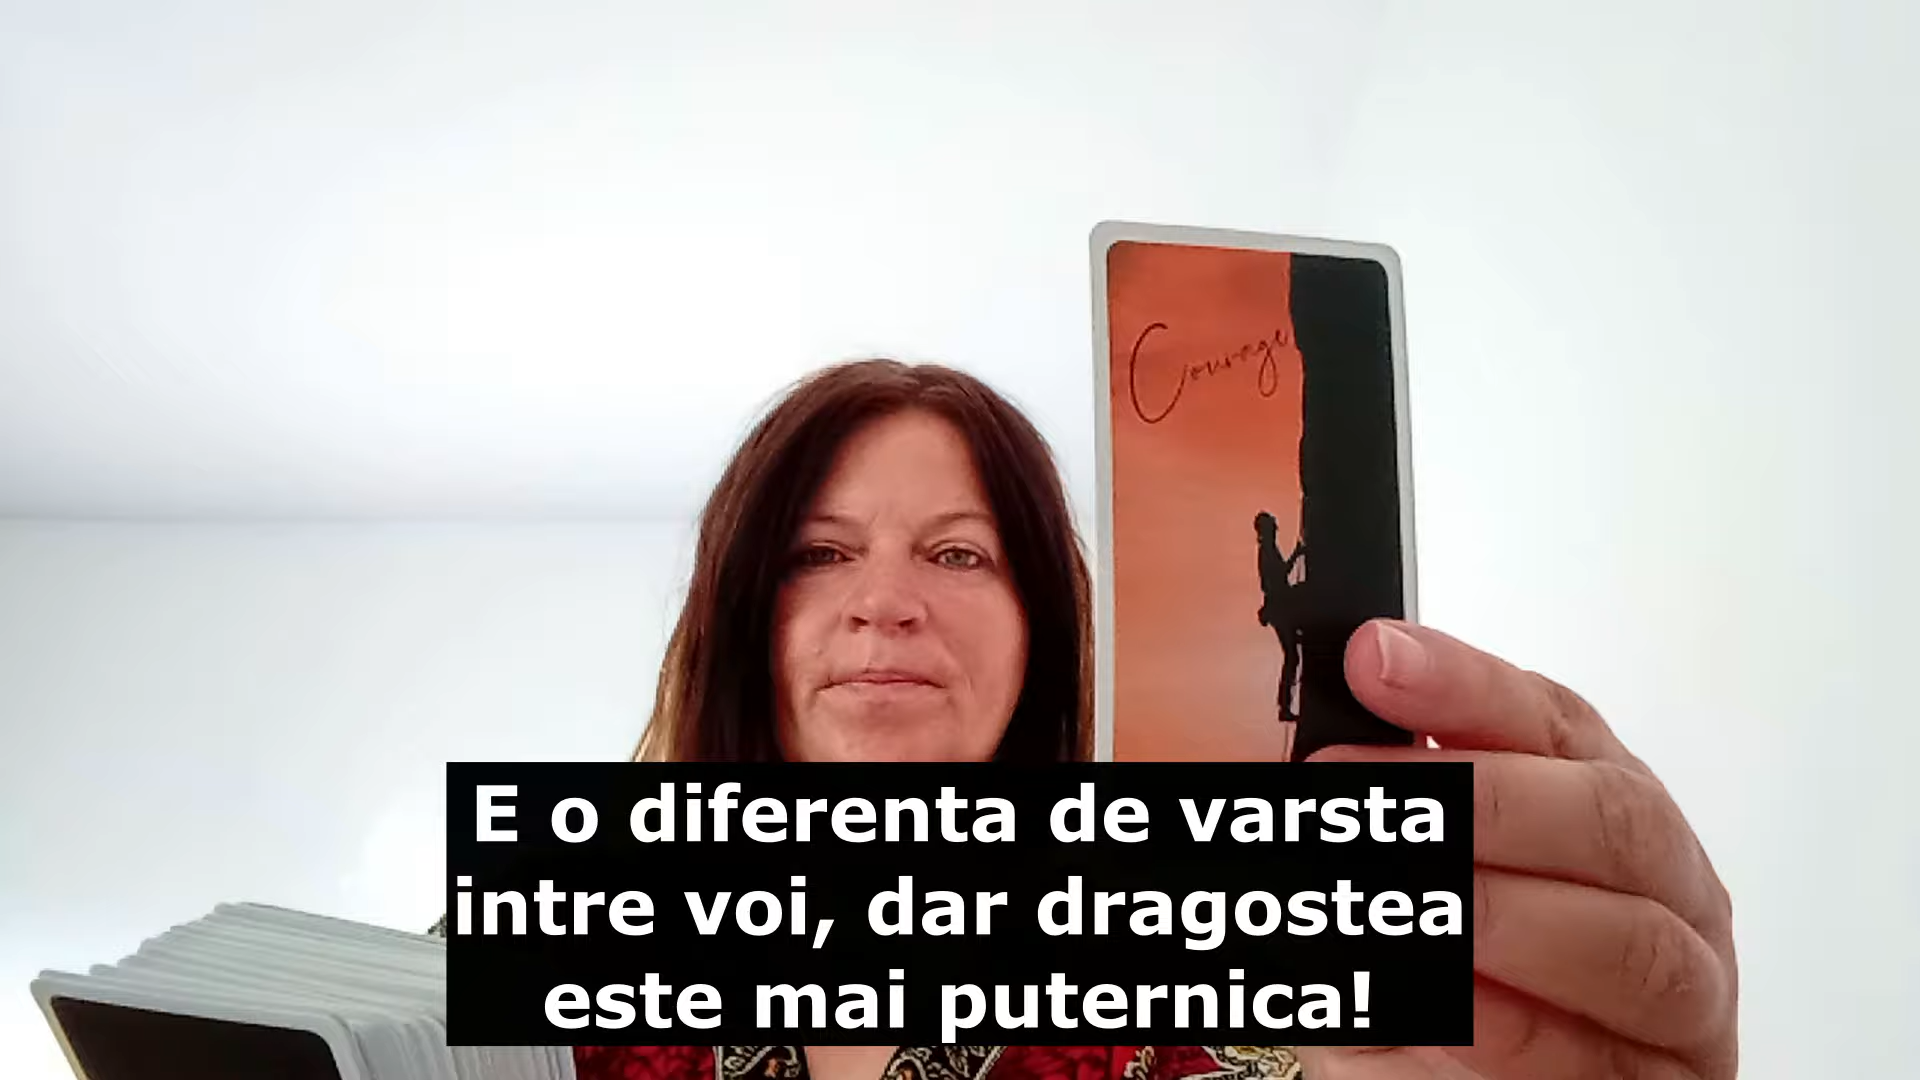 Courage
E o diferenta de varsta
intre voi, dar dragostea
este mai puternica!